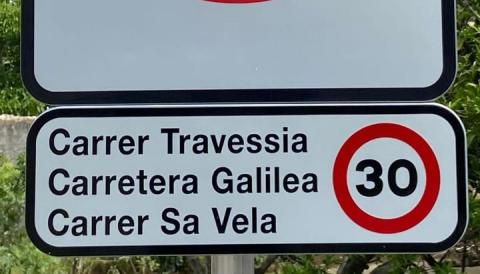 Carrer Travessia
Carretera Galilea
Carrer Sa Vela
30